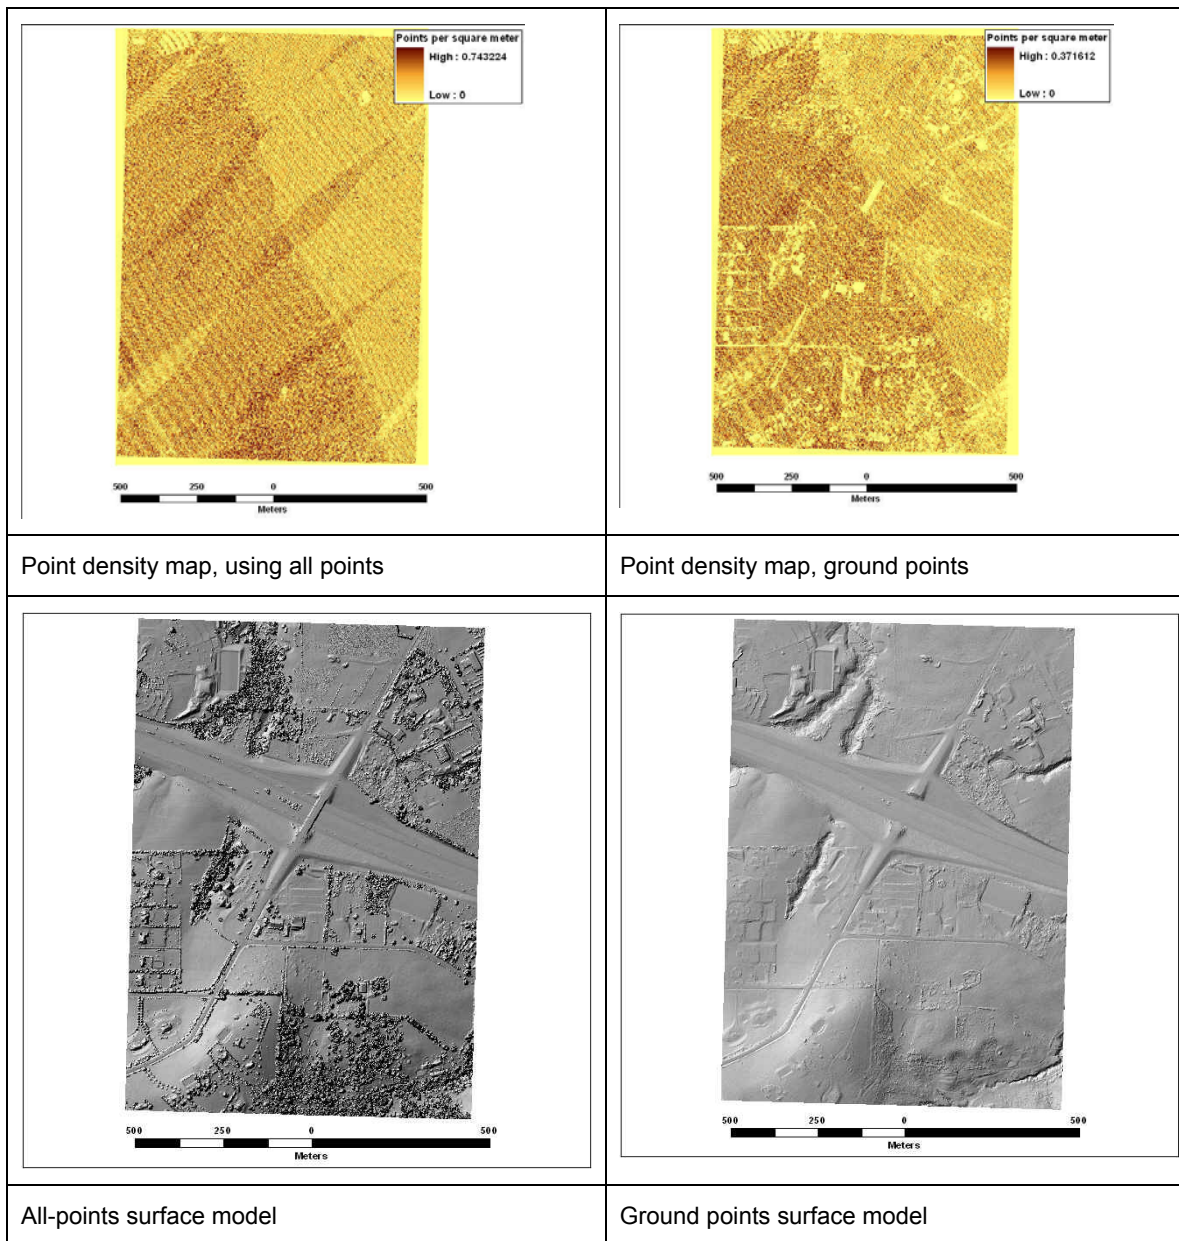 Points per square meter
High : 0.743224
Low : 0
500 250 0 500
Meters
Points per square meter
High : 0.371612
Low : 0
500 250 0 500
Meters
Point density map, using all points
Point density map, ground points
500 250 0 500
Meters
500 250 0 500
Meters
All-points surface model
Ground points surface model